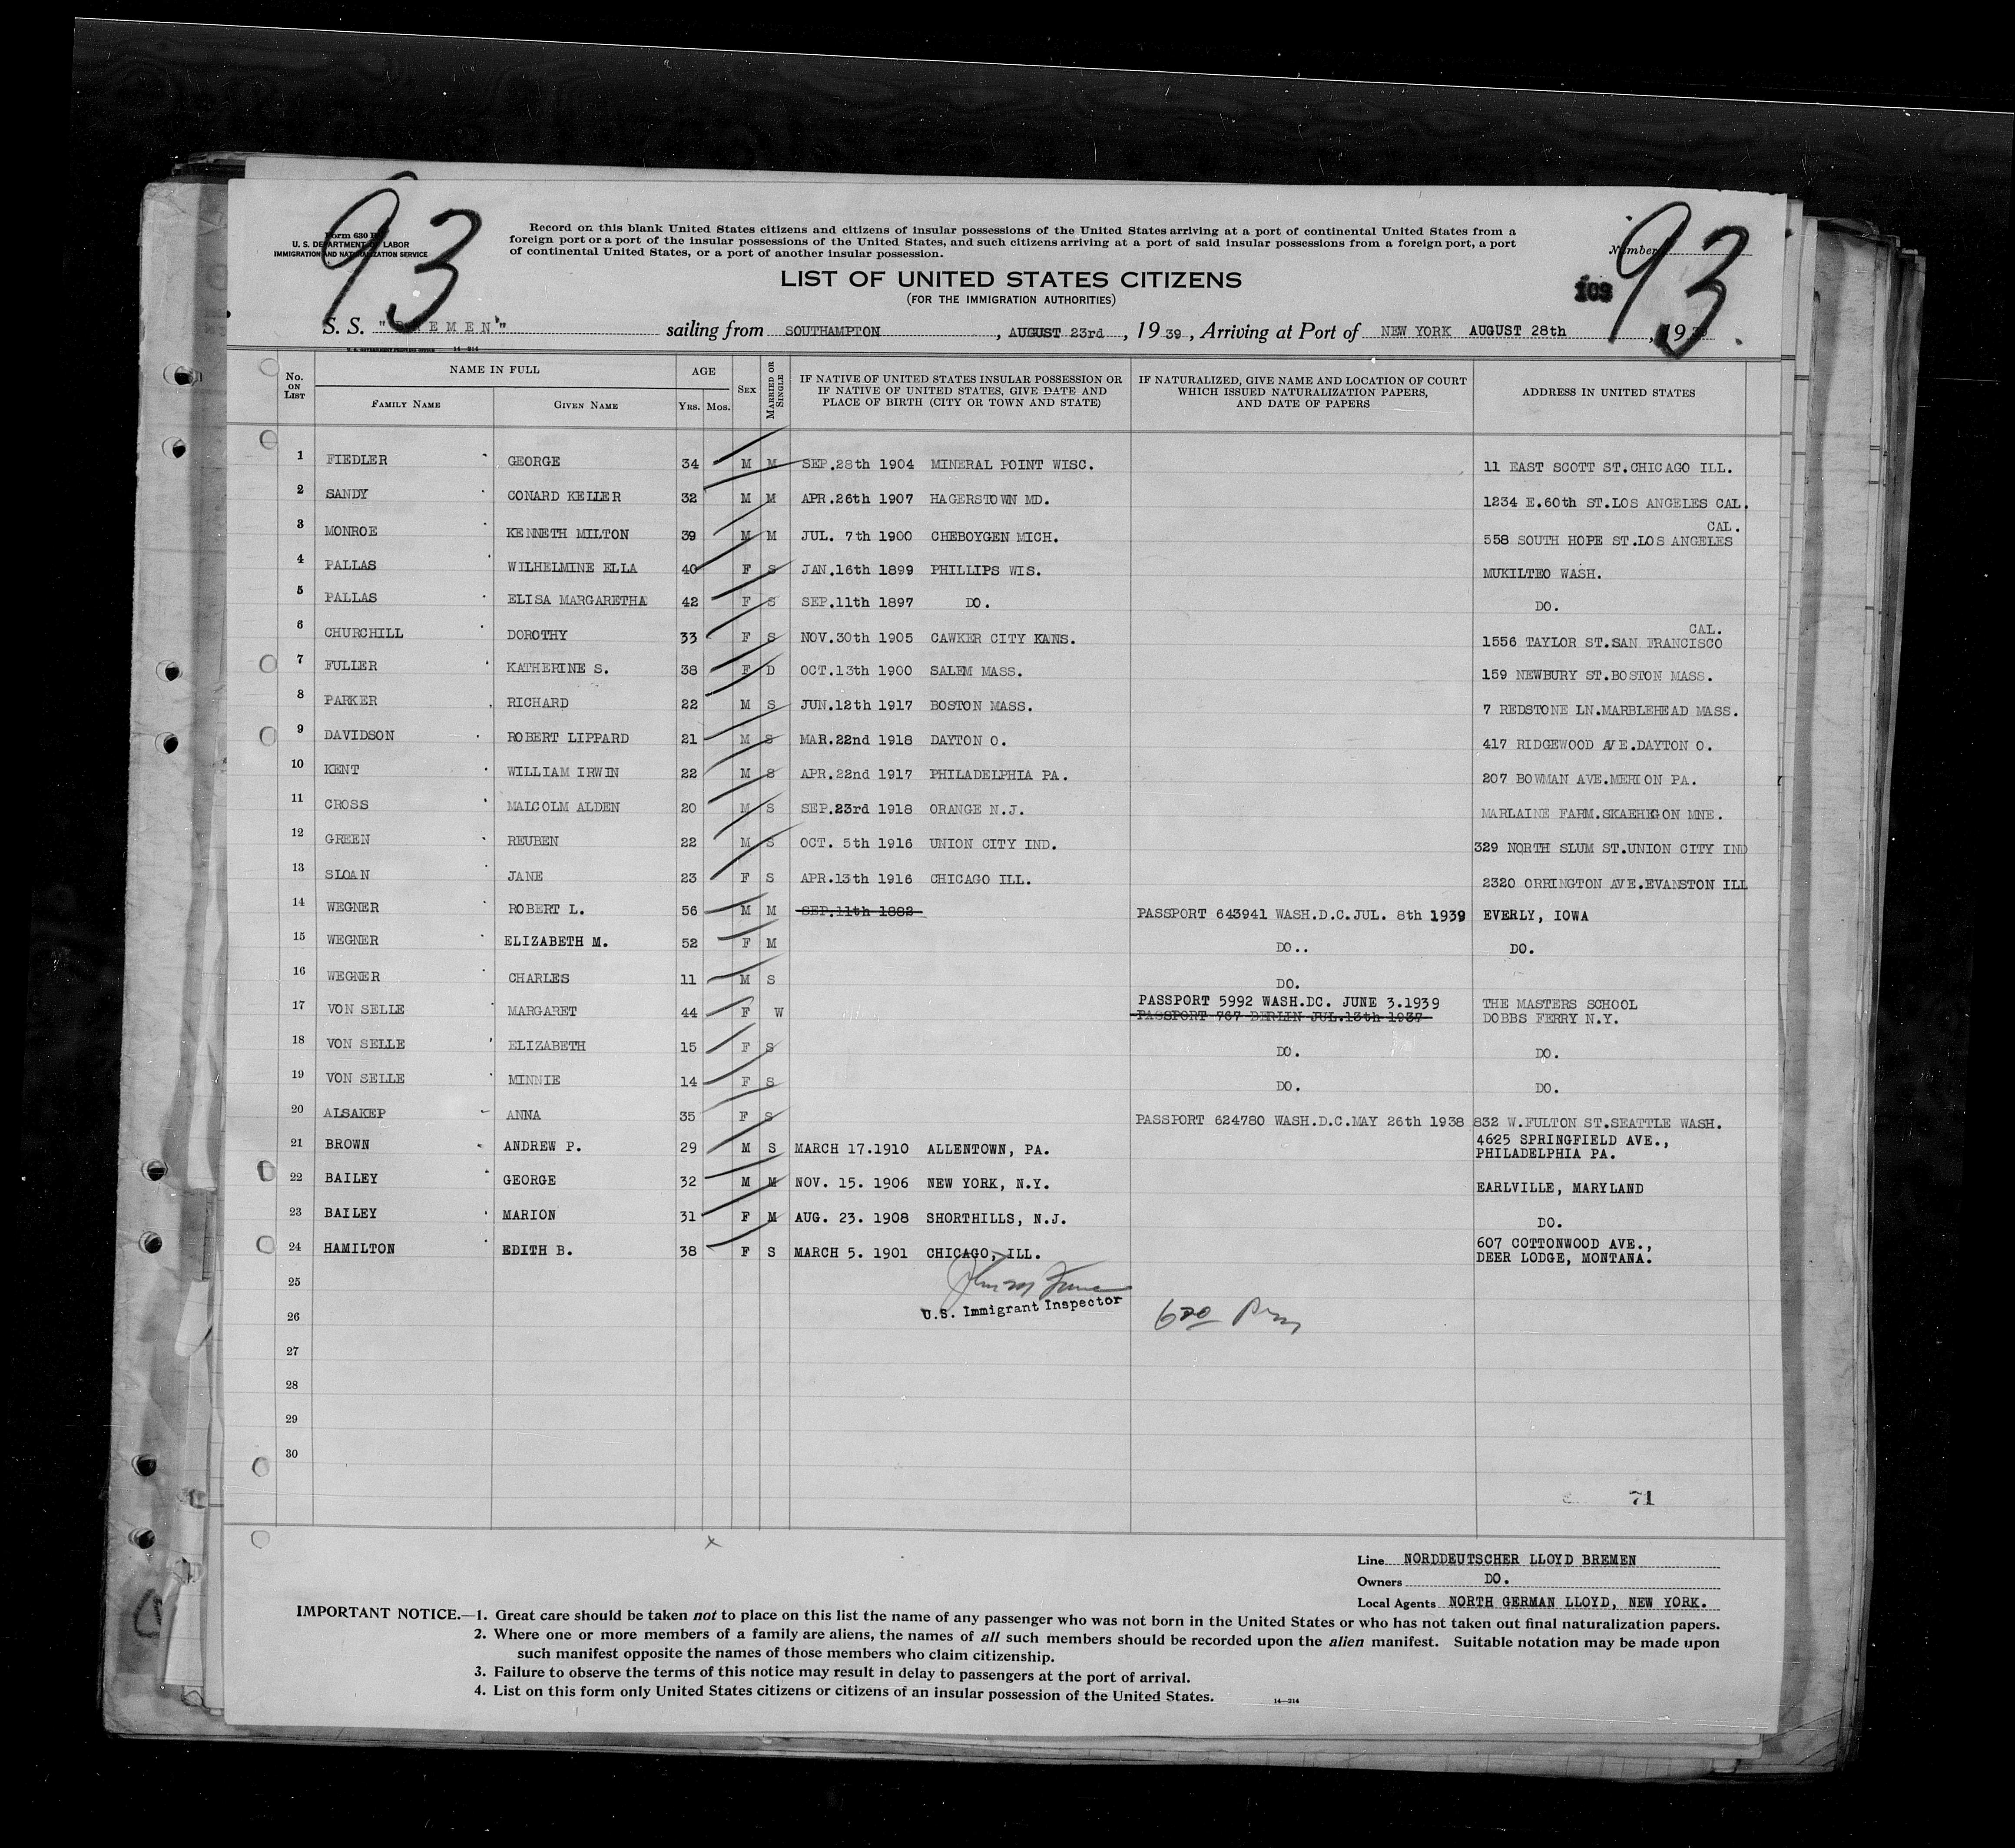 93
93
Form 630 B
U. S. DEPARTMENT OF LABOR
IMMIGRATION AND NATURALIZATION SERVICE
Record on this blank United States citizens and citizens of insular possessions of the United States arriving at a port of continental United States from a
foreign port or a port of the insular possessions of the United States, and such citizens arriving at a port of said insular possessions from a foreign port, a port
of continental United States, or a port of another insular possession.
Number
LIST OF UNITED STATES CITIZENS
(FOR THE IMMIGRATION AUTHORITIES)
109
S. S. "BREMEN" sailing from SOUTHAMPTON, AUGUST 23rd, 1939, Arriving at Port of NEW YORK AUGUST 28th, 1939
14—214
No. ON LIST NAME IN FULL AGE SEX MARRIED OR SINGLE IF NATIVE OF UNITED STATES INSULAR POSSESSION OR IF NATIVE OF UNITED STATES, GIVE DATE AND PLACE OF BIRTH (CITY OR TOWN AND STATE) IF NATURALIZED, GIVE NAME AND LOCATION OF COURT WHICH ISSUED NATURALIZATION PAPERS, AND DATE OF PAPERS ADDRESS IN UNITED STATES
FAMILY NAME GIVEN NAME YRS. MOS.
1 FIEDLER GEORGE 34 M M SEP.28th 1904 MINERAL POINT WISC. 11 EAST SCOTT ST.CHICAGO ILL.
2 SANDY CONARD KELLER 32 M M APR.26th 1907 HAGERSTOWN MD. 1234 E.60th ST.LOS ANGELES CAL.
3 MONROE KENNETH MILTON 39 M M JUL. 7th 1900 CHEBOYGEN MICH. 558 SOUTH HOPE ST.LOS ANGELES CAL.
4 PALLAS WILHELMINE ELLA 40 F S JAN.16th 1899 PHILLIPS WIS. MUKILTEO WASH.
5 PALLAS ELISA MARGARETHA 42 F S SEP.11th 1897 DO. DO.
6 CHURCHILL DOROTHY 33 F S NOV.30th 1905 CAWKER CITY KANS. 1556 TAYLOR ST.SAN FRANCISCO CAL.
7 FULLER KATHERINE S. 38 F D OCT.13th 1900 SALEM MASS. 159 NEWBURY ST.BOSTON MASS.
8 PARKER RICHARD 22 M S JUN.12th 1917 BOSTON MASS. 7 REDSTONE LN.MARBLEHEAD MASS.
9 DAVIDSON ROBERT LIPPARD 21 M S MAR.22nd 1918 DAYTON O. 417 RIDGEWOOD AVE.DAYTON O.
10 KENT WILLIAM IRWIN 22 M S APR.22nd 1917 PHILADELPHIA PA. 207 BOWMAN AVE.MERION PA.
11 CROSS MALCOLM ALDEN 20 M S SEP.23rd 1918 ORANGE N.J. MARLAINE FARM.SKAEHEGON MNE.
12 GREEN REUBEN 22 M S OCT. 5th 1916 UNION CITY IND. 329 NORTH SLUM ST.UNION CITY IND
13 SLOAN JANE 23 F S APR.13th 1916 CHICAGO ILL. 2320 ORRINGTON AVE.EVANSTON ILL
14 WEGNER ROBERT L. 56 M M SEP.11th 1882 PASSPORT 643941 WASH.D.C.JUL. 8th 1939 EVERLY, IOWA
15 WEGNER ELIZABETH M. 52 F M DO.. DO.
16 WEGNER CHARLES 11 M S DO.
17 VON SELLE MARGARET 44 F W PASSPORT 5992 WASH.DC. JUNE 3.1939 THE MASTERS SCHOOL
PASSPORT 767 BERLIN JUL.13th 1937 DOBBS FERRY N.Y.
18 VON SELLE ELIZABETH 15 F S DO. DO.
19 VON SELLE MINNIE 14 F S DO. DO.
20 ALSAKEP ANNA 35 F S PASSPORT 624780 WASH.D.C.MAY 26th 1938 832 W.FULTON ST.SEATTLE WASH.
21 BROWN ANDREW P. 29 M S MARCH 17.1910 ALLENTOWN, PA. 4625 SPRINGFIELD AVE.,
PHILADELPHIA PA.
22 BAILEY GEORGE 32 M M NOV. 15. 1906 NEW YORK, N.Y. EARLVILLE, MARYLAND
23 BAILEY MARION 31 F M AUG. 23. 1908 SHORTHILLS, N.J. DO.
24 HAMILTON EDITH B. 38 F S MARCH 5. 1901 CHICAGO, ILL. 607 COTTONWOOD AVE.,
DEER LODGE, MONTANA.
25
U.S. Immigrant Inspector
26
27
28
29
30
71
x
Line NORDDEUTSCHER LLOYD BREMEN
Owners DO.
Local Agents NORTH GERMAN LLOYD, NEW YORK.
IMPORTANT NOTICE.—1. Great care should be taken not to place on this list the name of any passenger who was not born in the United States or who has not taken out final naturalization papers.
2. Where one or more members of a family are aliens, the names of all such members should be recorded upon the alien manifest. Suitable notation may be made upon
such manifest opposite the names of those members who claim citizenship.
3. Failure to observe the terms of this notice may result in delay to passengers at the port of arrival.
4. List on this form only United States citizens or citizens of an insular possession of the United States.
14—214